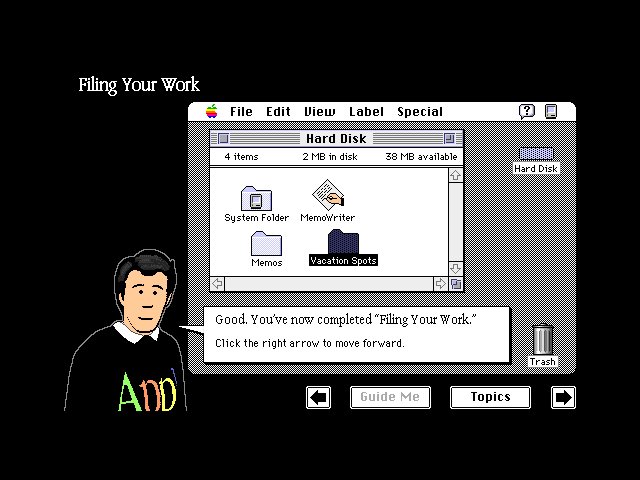 Filing Your Work
File Edit View Label Special
Hard Disk
4 items 2 MB in disk 38 MB available
Hard Disk
System Folder MemoWriter
Memos Vacation Spots
Good. You've now completed “Filing Your Work.”
Click the right arrow to move forward.
Trash
Guide Me Topics